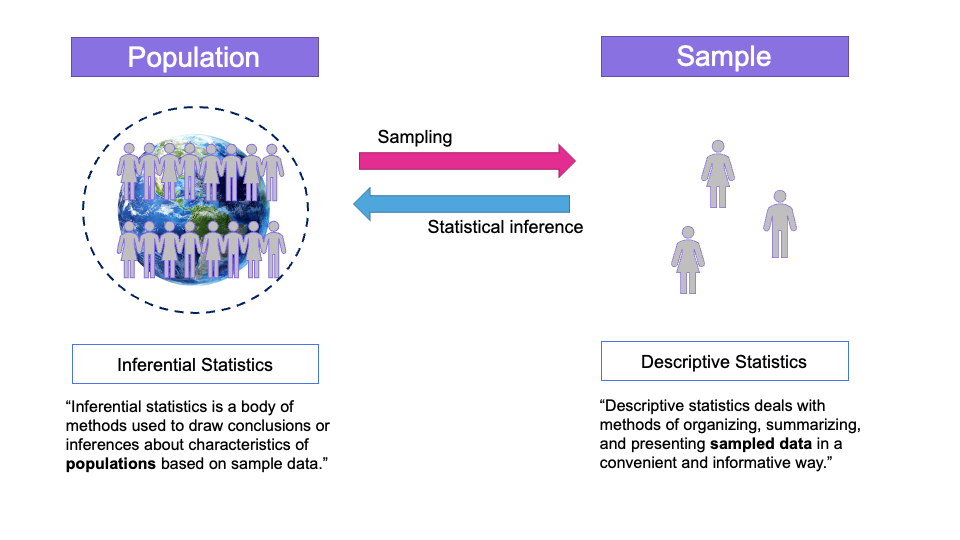 Population
Sample
Sampling
Statistical inference
Inferential Statistics
Descriptive Statistics
“Inferential statistics is a body of
methods used to draw conclusions or
inferences about characteristics of
populations based on sample data.”
“Descriptive statistics deals with
methods of organizing, summarizing,
and presenting sampled data in a
convenient and informative way.”